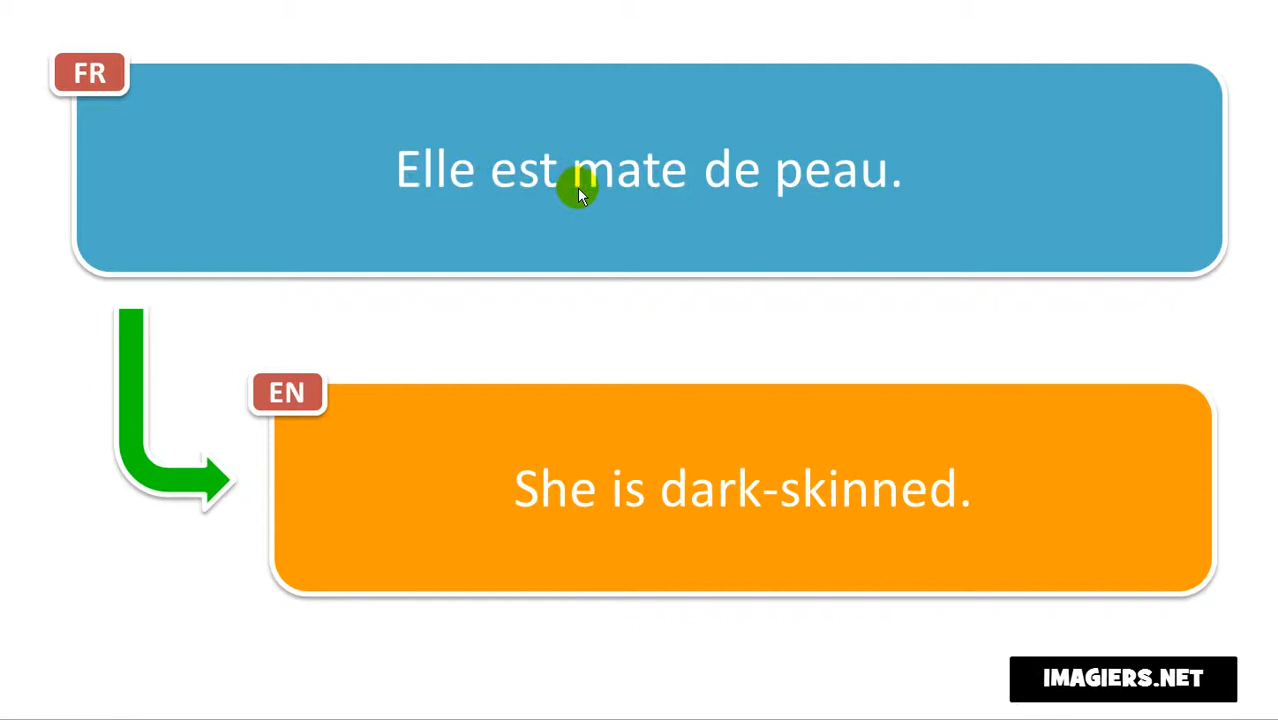 FR
Elle est mate de peau.
EN
She is dark-skinned.
IMAGIERS.NET